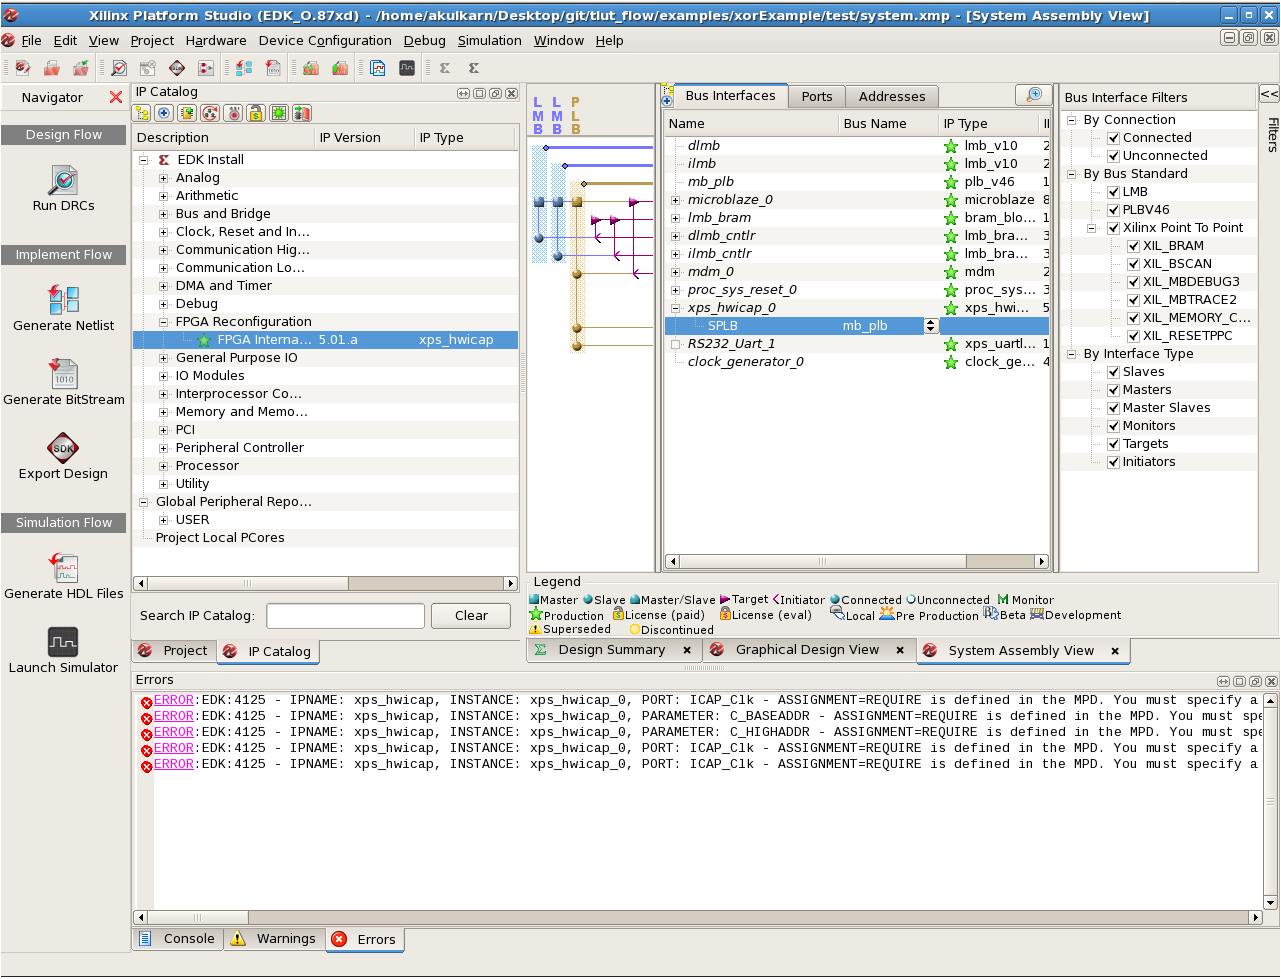 Xilinx Platform Studio (EDK_O.87xd) - /home/akulkarn/Desktop/git/tlut_flow/examples/xorExample/test/system.xmp - [System Assembly View]
File Edit View Project Hardware Device Configuration Debug Simulation Window Help
Navigator
Design Flow
Run DRCs
Implement Flow
Generate Netlist
1010
Generate BitStream
SDK
Export Design
Simulation Flow
Generate HDL Files
Launch Simulator
IP Catalog
Description IP Version IP Type
EDK Install
Analog
Arithmetic
Bus and Bridge
Clock, Reset and In...
Communication Hig...
Communication Lo...
DMA and Timer
Debug
FPGA Reconfiguration
FPGA Interna... 5.01.a xps_hwicap
General Purpose IO
IO Modules
Interprocessor Co...
Memory and Memo...
PCI
Peripheral Controller
Processor
Utility
Global Peripheral Repo...
USER
Project Local PCores
Search IP Catalog: Clear
Project IP Catalog
L L P
M M L
B B B
Bus Interfaces Ports Addresses
Name Bus Name IP Type
dlmb lmb_v10 2
ilmb lmb_v10 2
mb_plb plb_v46 1
microblaze_0 microblaze 8
lmb_bram bram_blo... 1
dlmb_cntlr lmb_bra... 3
ilmb_cntlr lmb_bra... 3
mdm_0 mdm 2
proc_sys_reset_0 proc_sys... 3
xps_hwicap_0 xps_hwi... 5
SPLB mb_plb
RS232_Uart_1 xps_uartl... 1
clock_generator_0 clock_ge... 4
Bus Interface Filters
By Connection
Connected
Unconnected
By Bus Standard
LMB
PLBV46
Xilinx Point To Point
XIL_BRAM
XIL_BSCAN
XIL_MBDEBUG3
XIL_MBTRACE2
XIL_MEMORY_C...
XIL_RESETPPC
By Interface Type
Slaves
Masters
Master Slaves
Monitors
Targets
Initiators
<<
Filters
Legend
Master Slave Master/Slave Target Initiator Connected Unconnected Monitor
Production License (paid) License (eval) Local Pre Production Beta Development
Superseded Discontinued
Design Summary Graphical Design View System Assembly View
Errors
ERROR:EDK:4125 - IPNAME: xps_hwicap, INSTANCE: xps_hwicap_0, PORT: ICAP_Clk - ASSIGNMENT=REQUIRE is defined in the MPD. You must specify a
ERROR:EDK:4125 - IPNAME: xps_hwicap, INSTANCE: xps_hwicap_0, PARAMETER: C_BASEADDR - ASSIGNMENT=REQUIRE is defined in the MPD. You must spe
ERROR:EDK:4125 - IPNAME: xps_hwicap, INSTANCE: xps_hwicap_0, PARAMETER: C_HIGHADDR - ASSIGNMENT=REQUIRE is defined in the MPD. You must spe
ERROR:EDK:4125 - IPNAME: xps_hwicap, INSTANCE: xps_hwicap_0, PORT: ICAP_Clk - ASSIGNMENT=REQUIRE is defined in the MPD. You must specify a
ERROR:EDK:4125 - IPNAME: xps_hwicap, INSTANCE: xps_hwicap_0, PORT: ICAP_Clk - ASSIGNMENT=REQUIRE is defined in the MPD. You must specify a
Console Warnings Errors